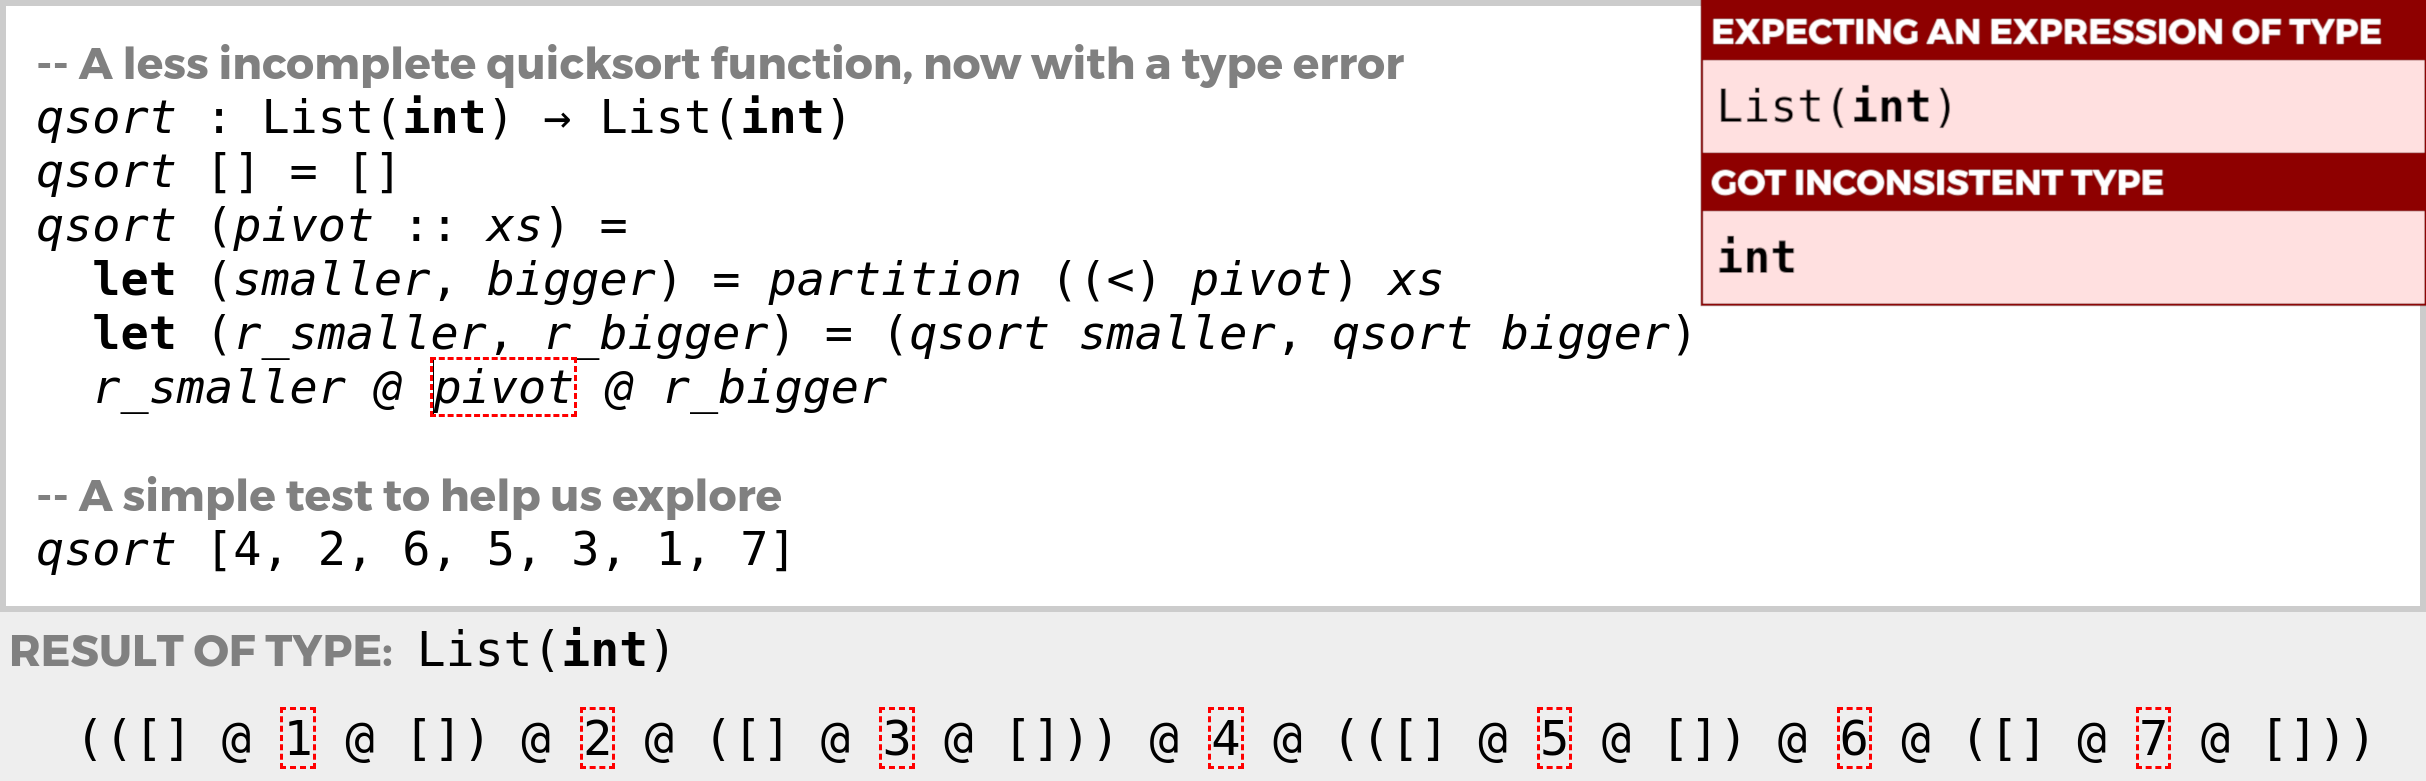 -- A less incomplete quicksort function, now with a type error
qsort : List(int) → List(int)
qsort [] = []
qsort (pivot :: xs) =
  let (smaller, bigger) = partition ((<) pivot) xs
  let (r_smaller, r_bigger) = (qsort smaller, qsort bigger)
  r_smaller @ pivot @ r_bigger
-- A simple test to help us explore
qsort [4, 2, 6, 5, 3, 1, 7]
EXPECTING AN EXPRESSION OF TYPE
List(int)
GOT INCONSISTENT TYPE
int
RESULT OF TYPE: List(int)
(([] @ 1 @ []) @ 2 @ ([] @ 3 @ [])) @ 4 @ (([] @ 5 @ []) @ 6 @ ([] @ 7 @ []))